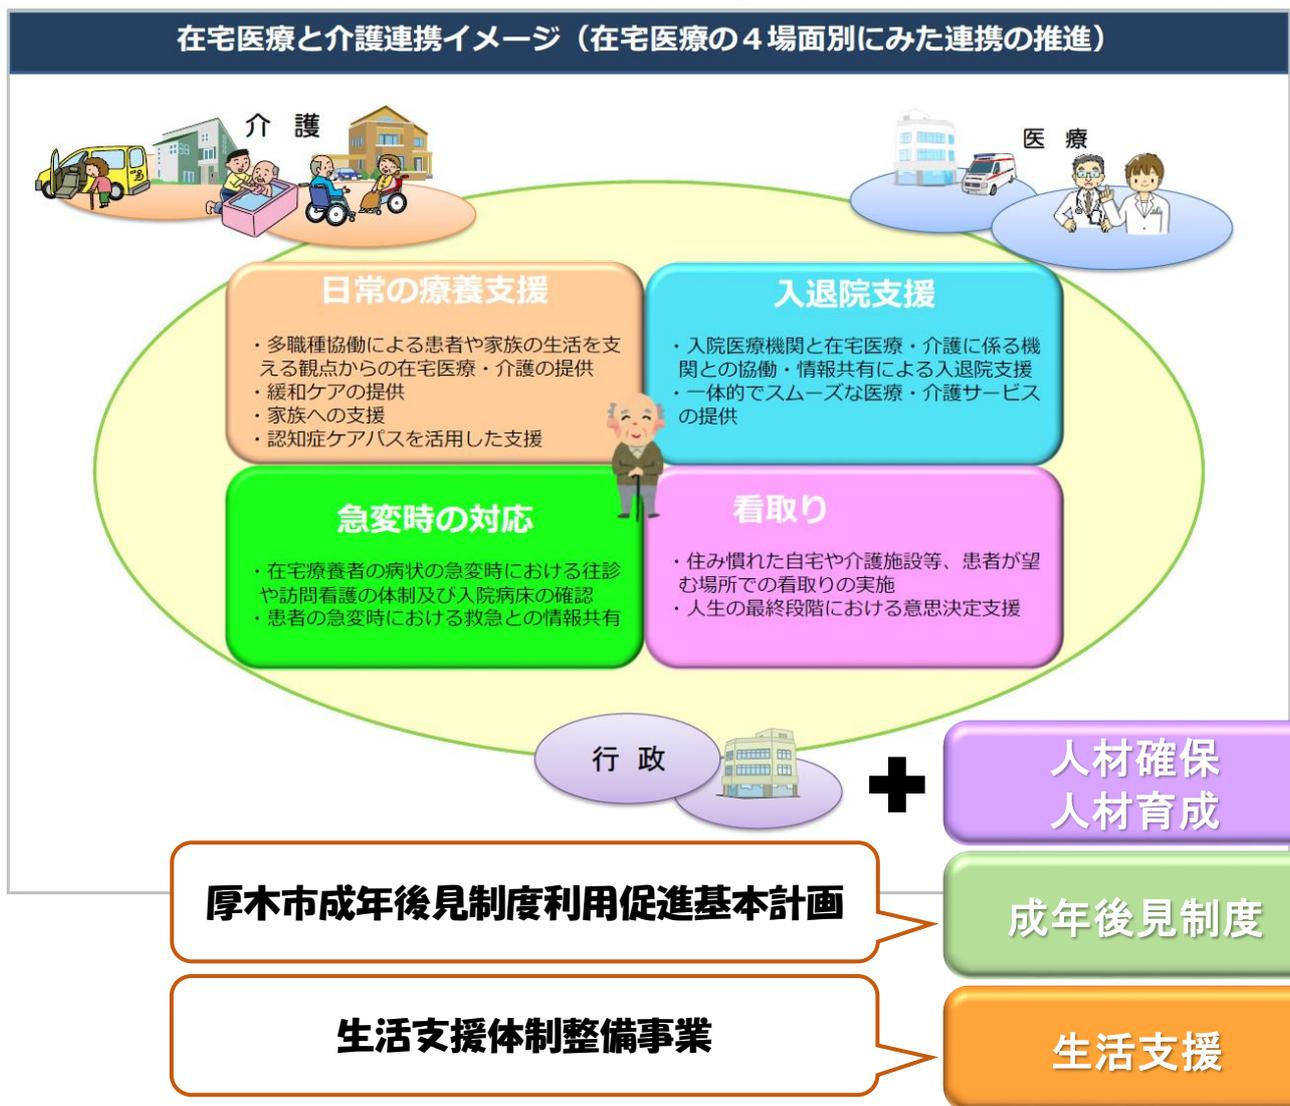 在宅医療と介護連携イメージ（在宅医療の４場面別にみた連携の推進）
介 護
医 療
日常の療養支援
・多職種協働による患者や家族の生活を支
える観点からの在宅医療・介護の提供
・緩和ケアの提供
・家族への支援
・認知症ケアパスを活用した支援
入退院支援
・入院医療機関と在宅医療・介護に係る機
関との協働・情報共有による入退院支援
・一体的でスムーズな医療・介護サービス
の提供
急変時の対応
・在宅療養者の病状の急変時における往診
や訪問看護の体制及び入院病床の確認
・患者の急変時における救急との情報共有
看取り
・住み慣れた自宅や介護施設等、患者が望
む場所での看取りの実施
・人生の最終段階における意思決定支援
行 政
人材確保
人材育成
厚木市成年後見制度利用促進基本計画
成年後見制度
生活支援体制整備事業
生活支援